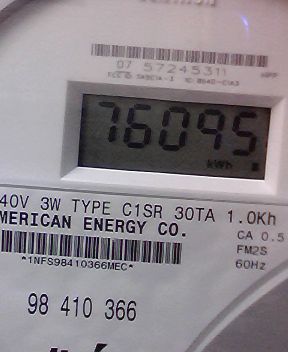 07 57245311
76095
kWh
40V 3W TYPE C1SR 30TA 1.0Kh
MERICAN ENERGY CO.
CA 0.5
*1NFS98410366MEC*
FM2S
60Hz
98 410 366